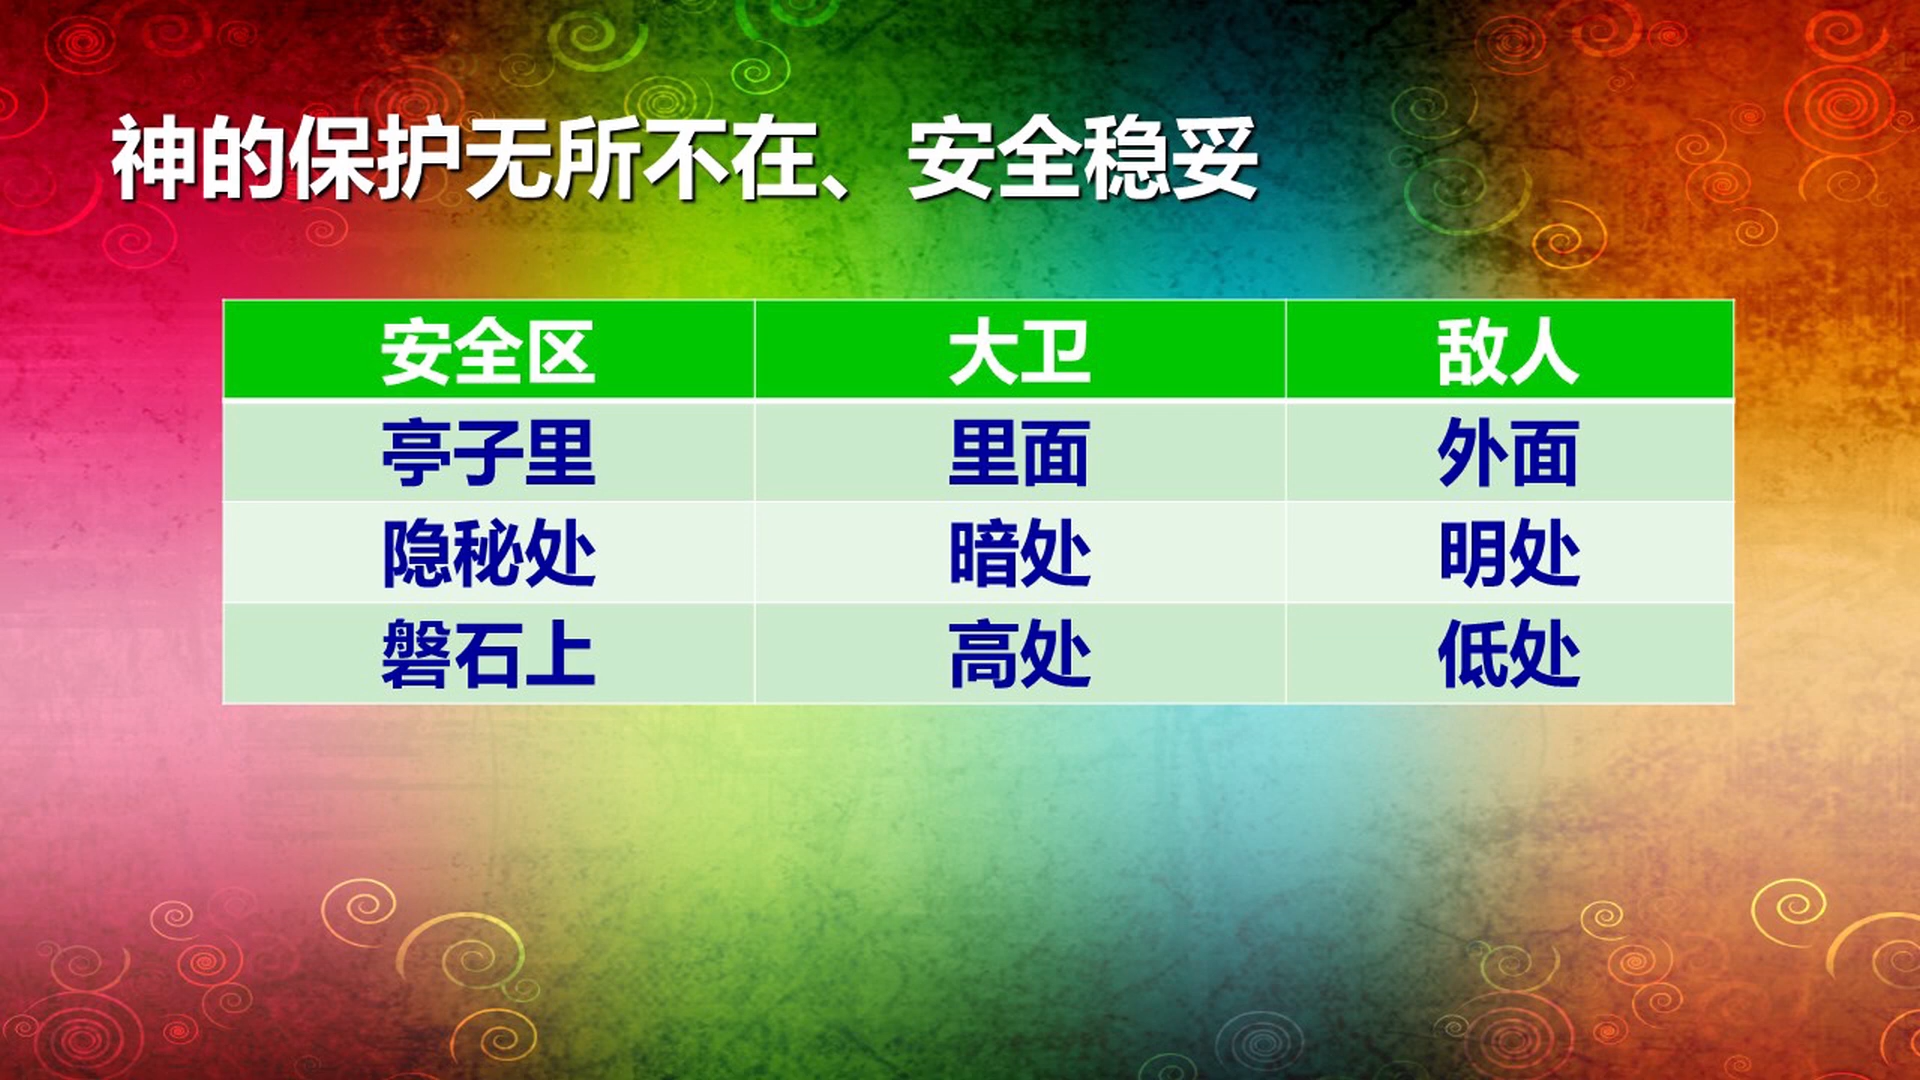 神的保护无所不在、安全稳妥
安全区 大卫 敌人
亭子里 里面 外面
隐秘处 暗处 明处
磐石上 高处 低处